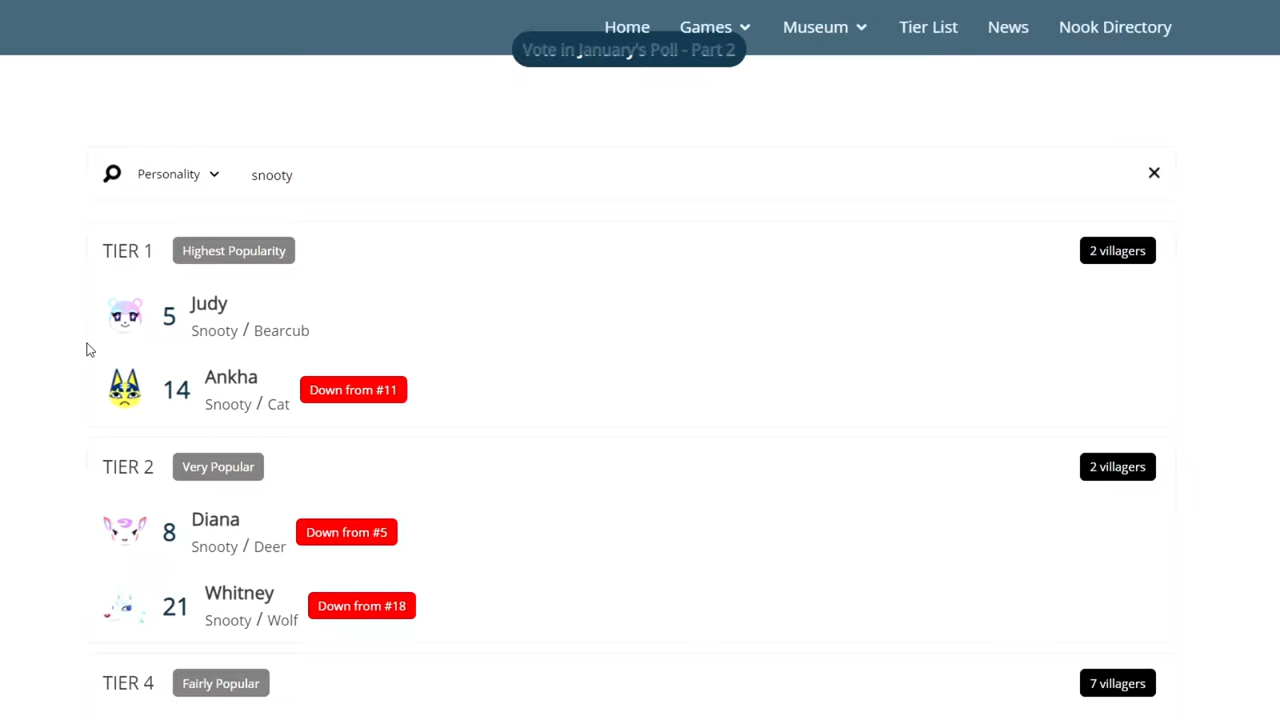 Home Games Museum Tier List News Nook Directory
Vote in January's Poll - Part 2
Personality snooty
TIER 1 Highest Popularity 2 villagers
5 Judy
Snooty / Bearcub
14 Ankha Down from #11
Snooty / Cat
TIER 2 Very Popular 2 villagers
8 Diana Down from #5
Snooty / Deer
21 Whitney Down from #18
Snooty / Wolf
TIER 4 Fairly Popular 7 villagers